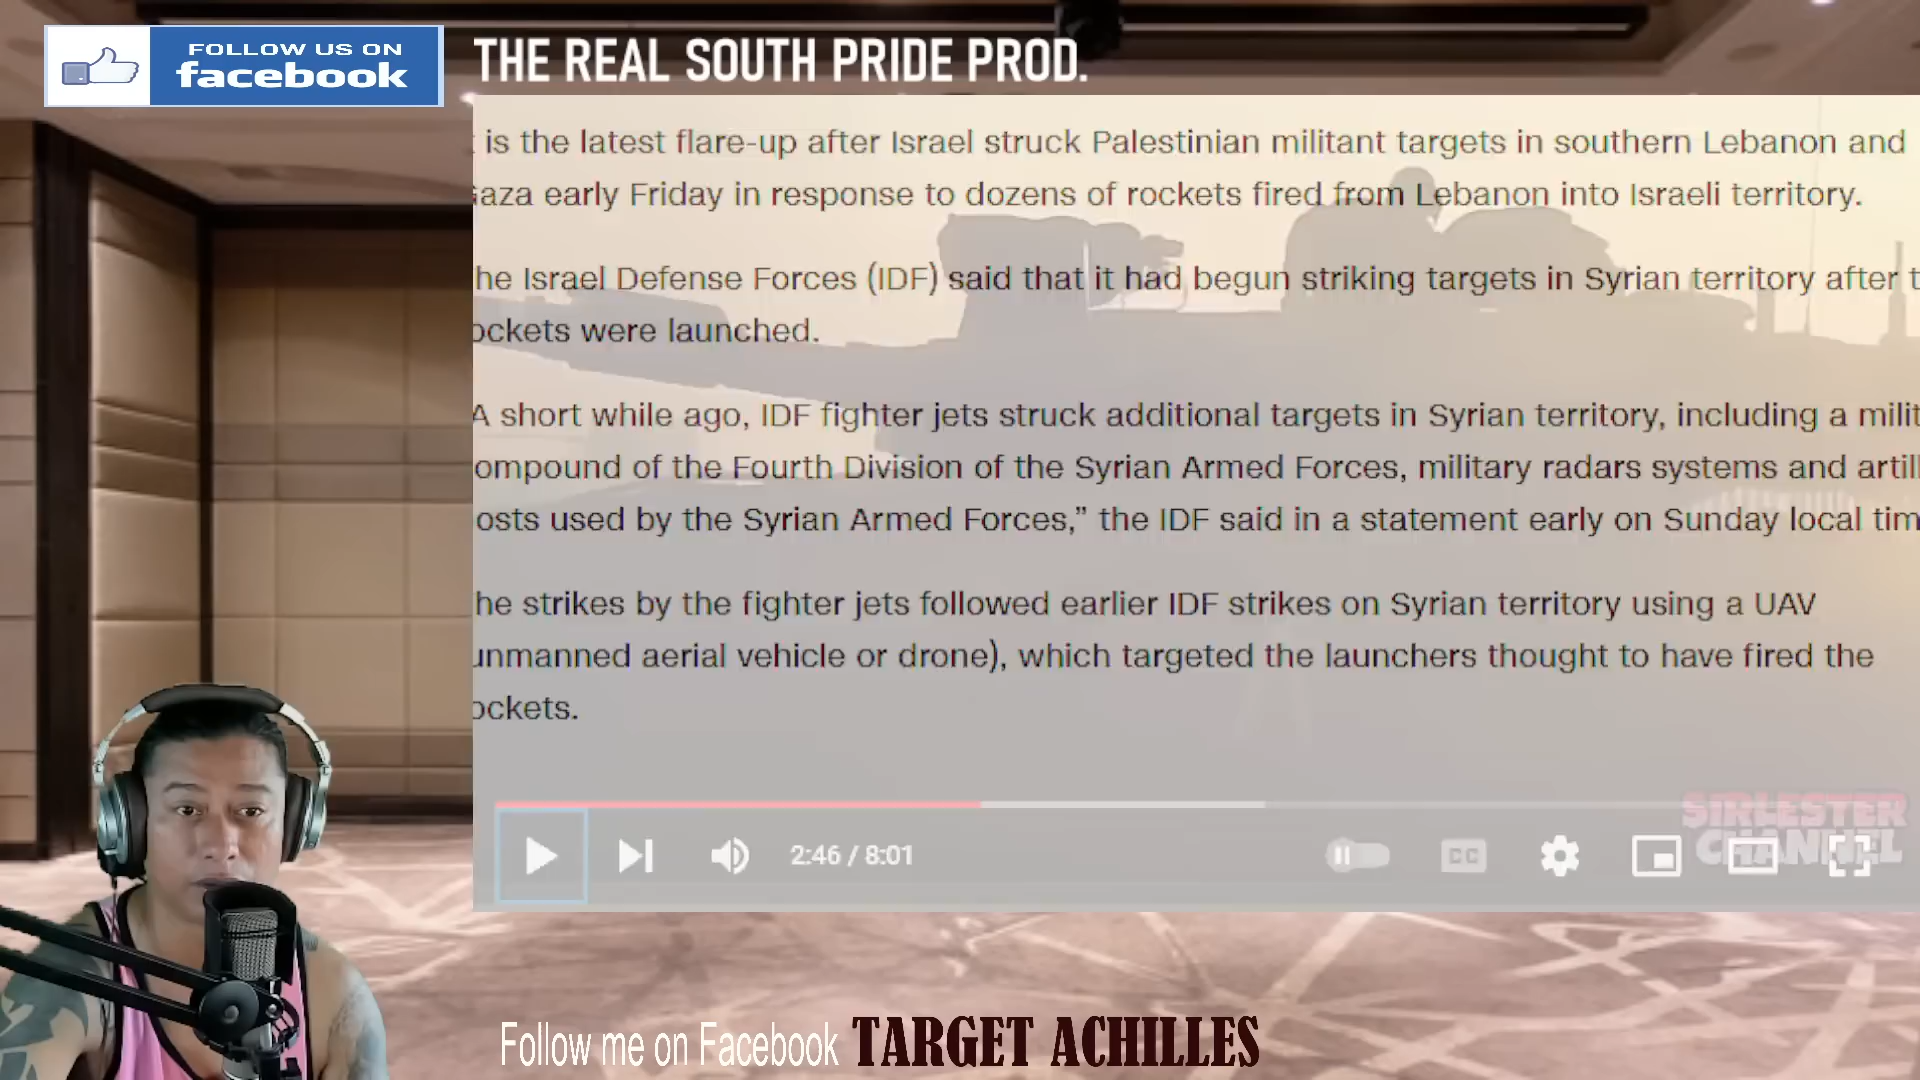 FOLLOW US ON
facebook
THE REAL SOUTH PRIDE PROD.
is the latest flare-up after Israel struck Palestinian militant targets in southern Lebanon and
aza early Friday in response to dozens of rockets fired from Lebanon into Israeli territory.
he Israel Defense Forces (IDF) said that it had begun striking targets in Syrian territory after t
ockets were launched.
A short while ago, IDF fighter jets struck additional targets in Syrian territory, including a milit
ompound of the Fourth Division of the Syrian Armed Forces, military radars systems and artill
osts used by the Syrian Armed Forces,” the IDF said in a statement early on Sunday local tim
he strikes by the fighter jets followed earlier IDF strikes on Syrian territory using a UAV
unmanned aerial vehicle or drone), which targeted the launchers thought to have fired the
ockets.
SIRLESTER
CHANNEL
2:46 / 8:01
CC
Follow me on Facebook TARGET ACHILLES